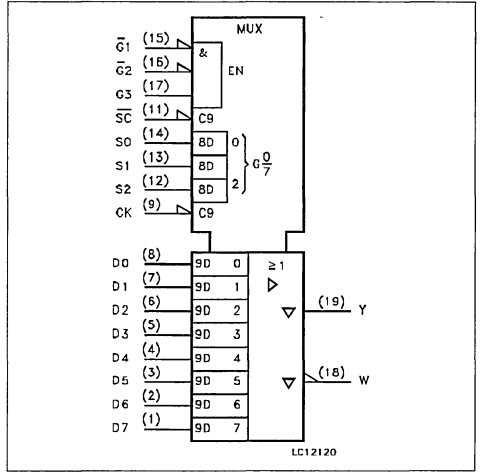 MUX
G̅1 (15) &
G̅2 (16) EN
G3 (17)
S̅C̅ (11) C9
S0 (14) 8D 0
S1 (13) 8D G 0/7
S2 (12) 8D 2
CK (9) C9
D0 (8) 9D 0 ≥1
D1 (7) 9D 1 ▷
D2 (6) 9D 2 ▽ (19) Y
D3 (5) 9D 3
D4 (4) 9D 4
D5 (3) 9D 5 ▽ (18) W
D6 (2) 9D 6
D7 (1) 9D 7
LC12120